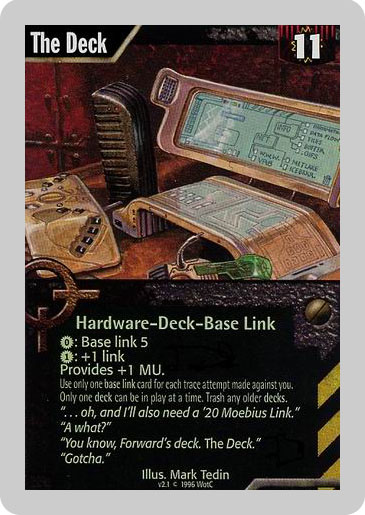 The Deck
11
INFO
Hardware-Deck-Base Link
0: Base link 5
1: +1 link
Provides +1 MU.
Use only one base link card for each trace attempt made against you.
Only one deck can be in play at a time. Trash any older decks.
“. . . oh, and I’ll also need a ’20 Moebius Link.”
“A what?”
“You know, Forward’s deck. The Deck.”
“Gotcha.”
Illus. Mark Tedin
v2.1 © 1996 WotC